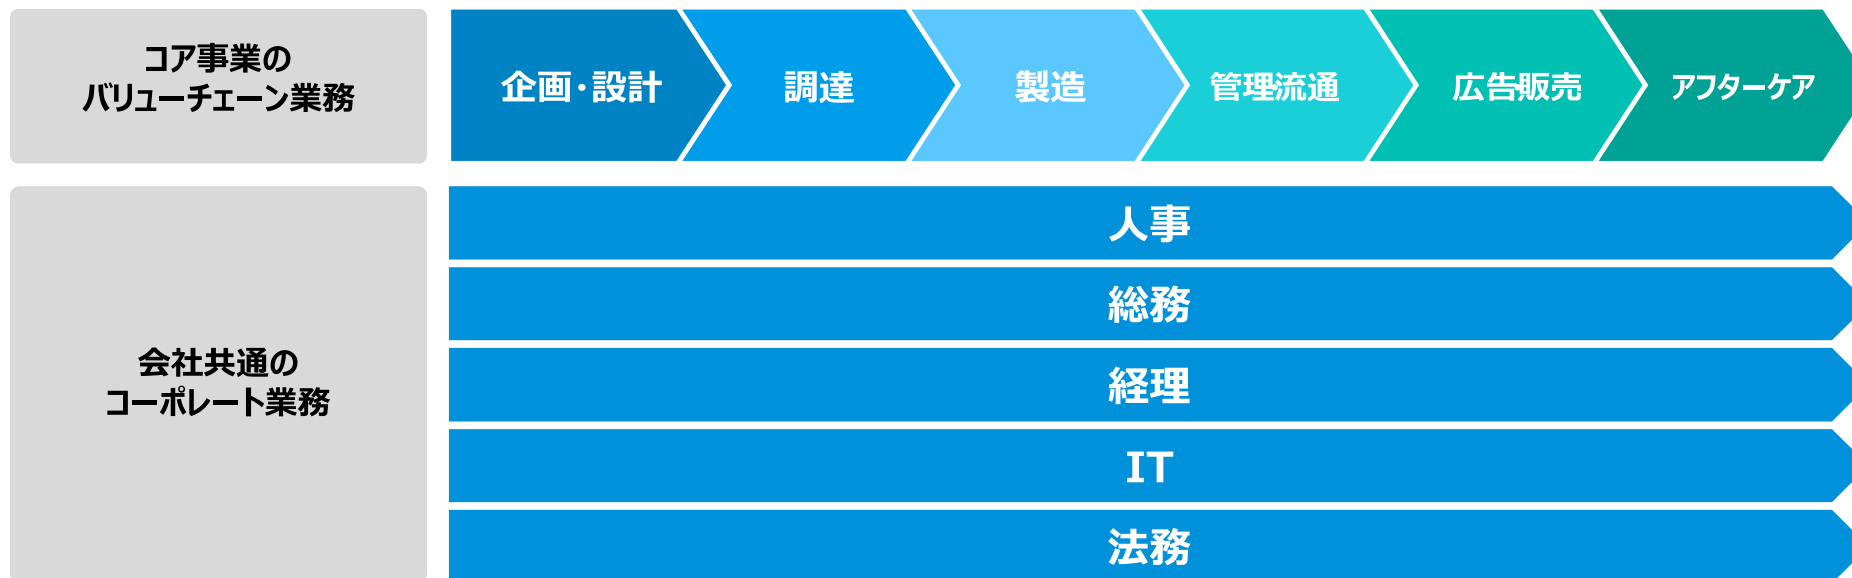 コア事業の
バリューチェーン業務
企画・設計
調達
製造
管理流通
広告販売
アフターケア
会社共通の
コーポレート業務
人事
総務
経理
IT
法務